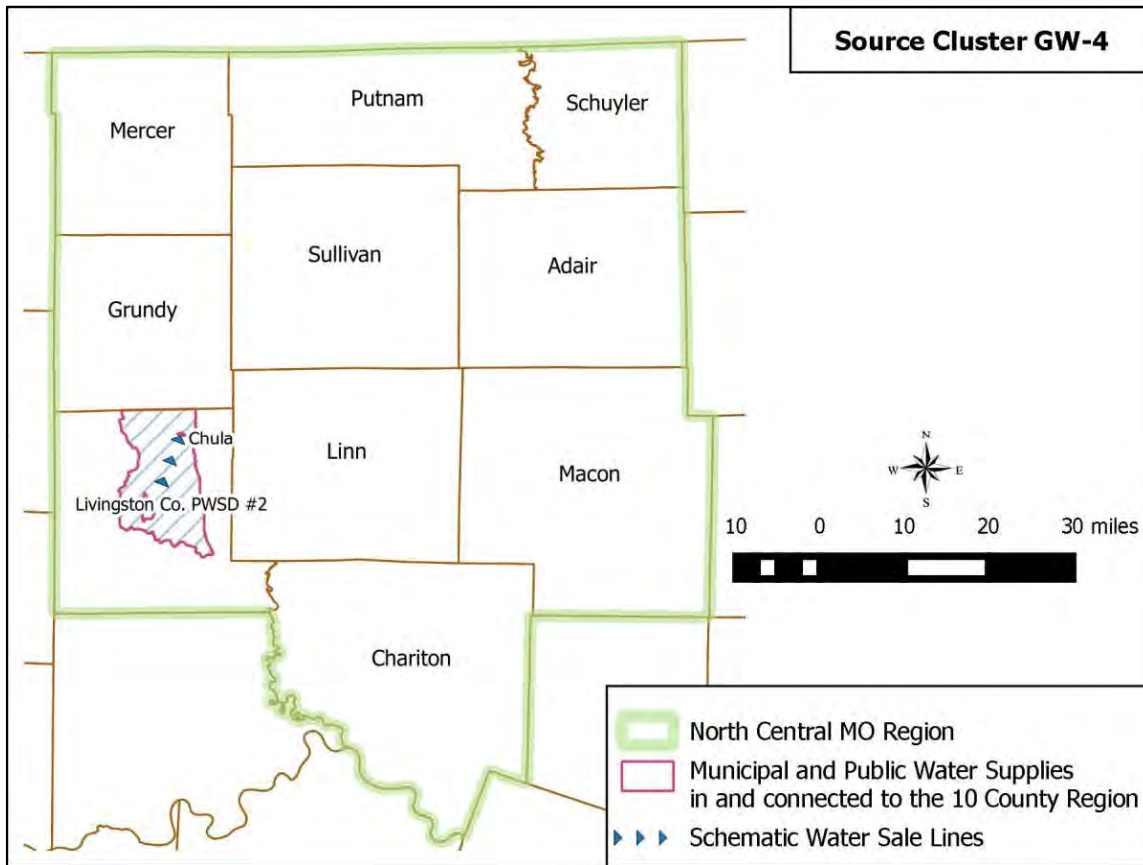 Source Cluster GW-4
Putnam
Schuyler
Mercer
Sullivan
Adair
Grundy
Chula
Linn
Macon
Livingston Co. PWSD #2
N
W E
S
10 0 10 20 30 miles
Chariton
North Central MO Region
Municipal and Public Water Supplies
in and connected to the 10 County Region
Schematic Water Sale Lines